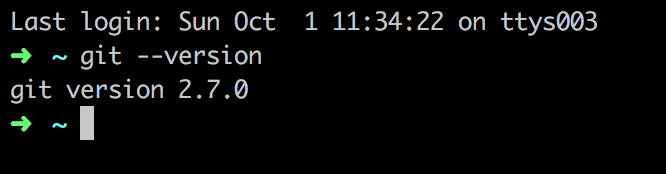 Last login: Sun Oct  1 11:34:22 on ttys003
➜ ~ git --version
git version 2.7.0
➜ ~